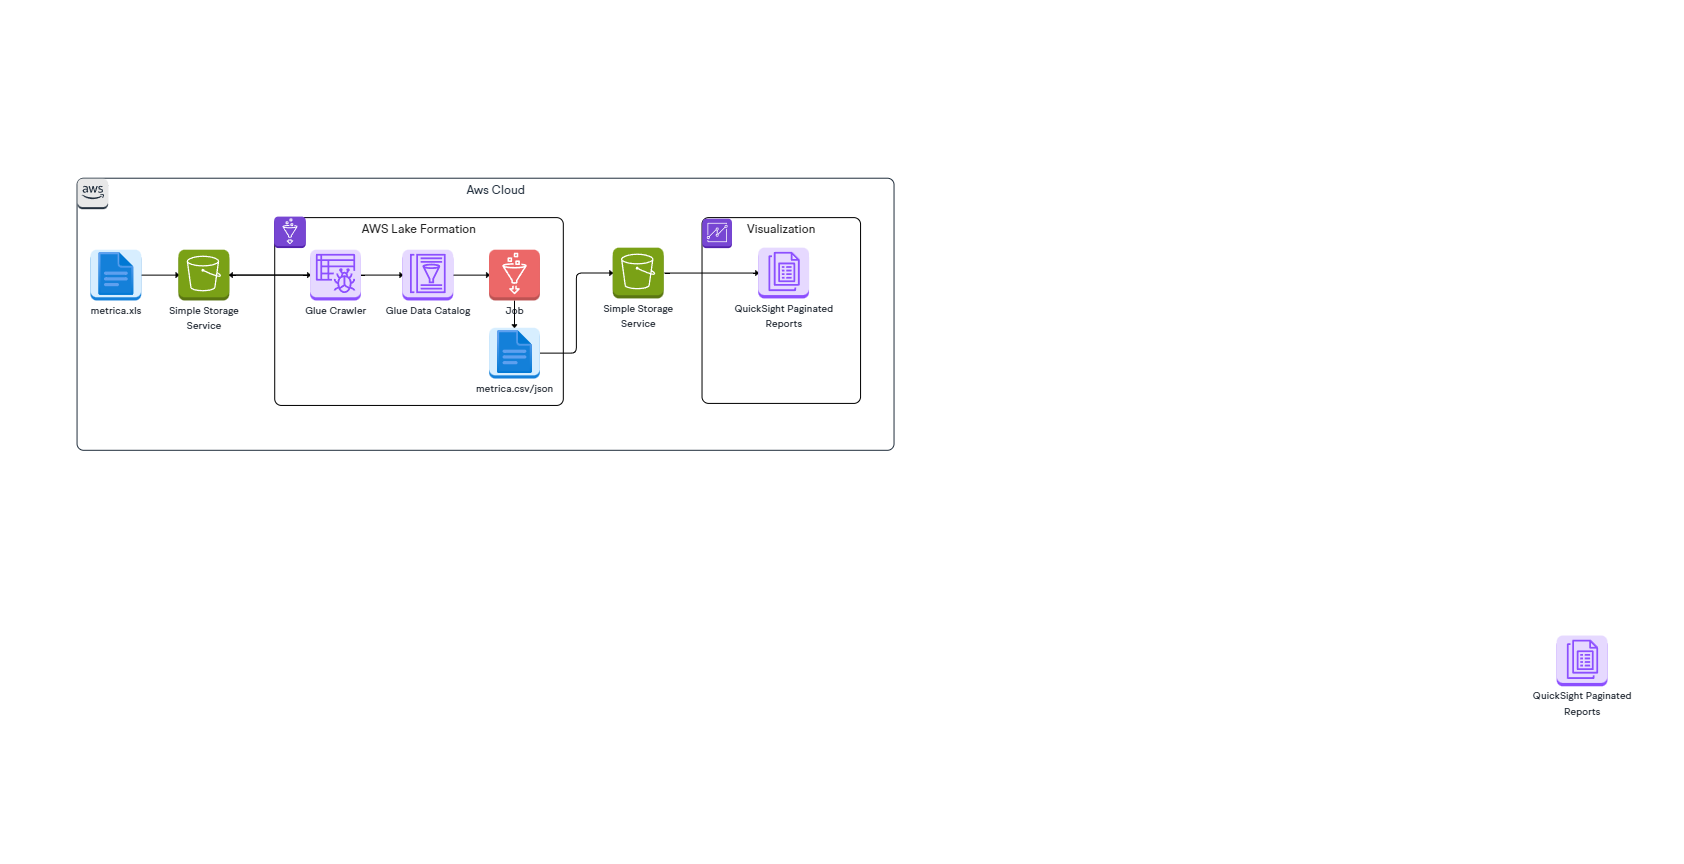 aws
Aws Cloud
AWS Lake Formation
Visualization
metrica.xls
Simple Storage
Service
Glue Crawler
Glue Data Catalog
Job
metrica.csv/json
Simple Storage
Service
QuickSight Paginated
Reports
QuickSight Paginated
Reports